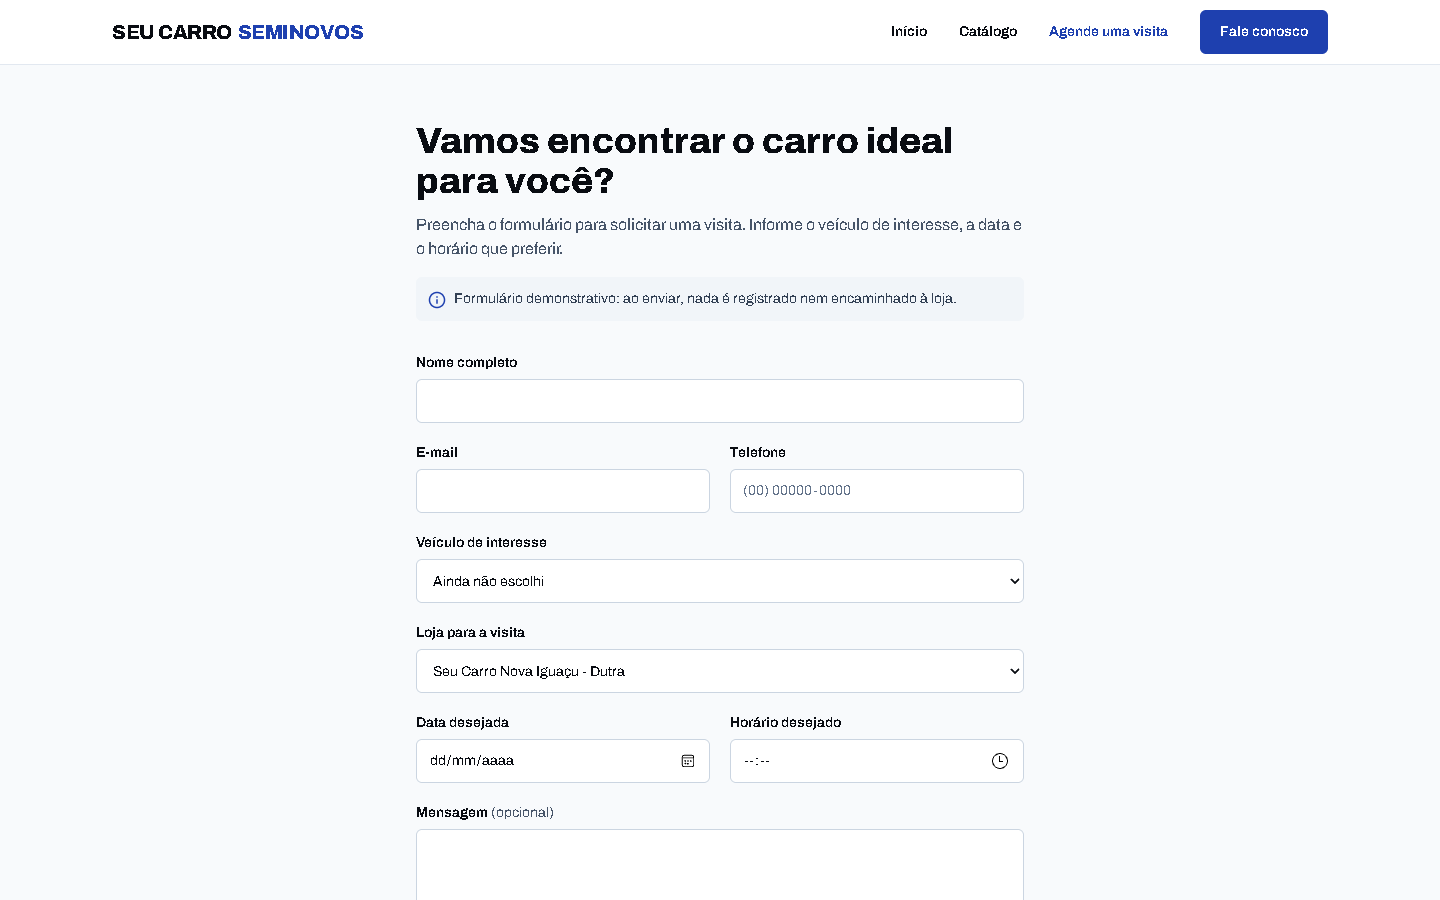 SEU CARRO SEMINOVOS
Início
Catálogo
Agende uma visita
Fale conosco
Vamos encontrar o carro ideal
para você?
Preencha o formulário para solicitar uma visita. Informe o veículo de interesse, a data e
o horário que preferir.
Formulário demonstrativo: ao enviar, nada é registrado nem encaminhado à loja.
Nome completo
E-mail
Telefone
(00) 00000-0000
Veículo de interesse
Ainda não escolhi
Loja para a visita
Seu Carro Nova Iguaçu - Dutra
Data desejada
Horário desejado
dd/mm/aaaa
--:--
Mensagem (opcional)